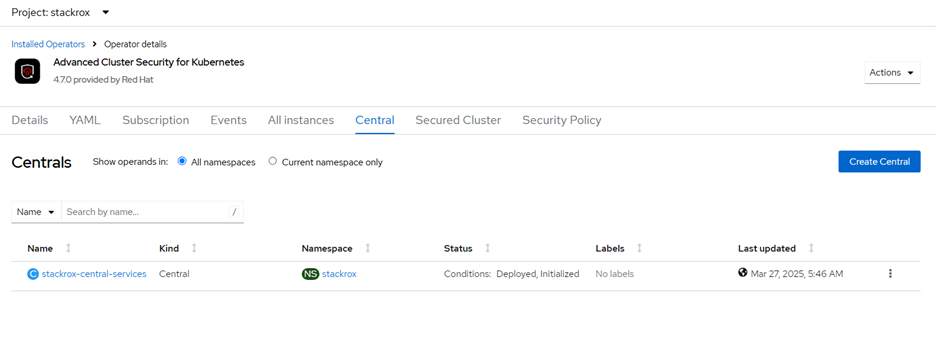 Project: stackrox
Installed Operators > Operator details
Advanced Cluster Security for Kubernetes
4.7.0 provided by Red Hat
Actions
Details YAML Subscription Events All instances Central Secured Cluster Security Policy
Centrals Show operands in: All namespaces Current namespace only Create Central
Name Search by name... /
Name Kind Namespace Status Labels Last updated
C stackrox-central-services Central NS stackrox Conditions: Deployed, Initialized No labels Mar 27, 2025, 5:46 AM